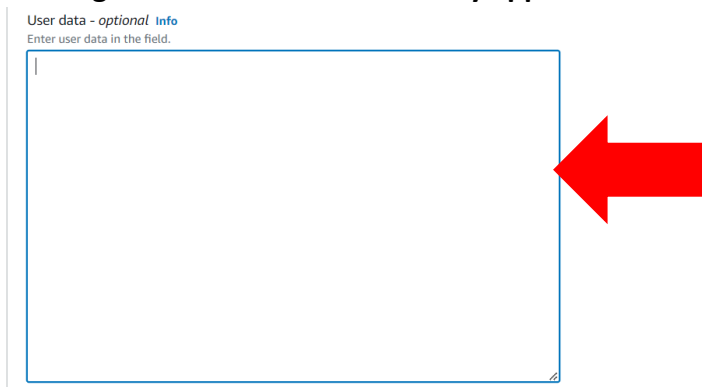 User data - optional Info
Enter user data in the field.